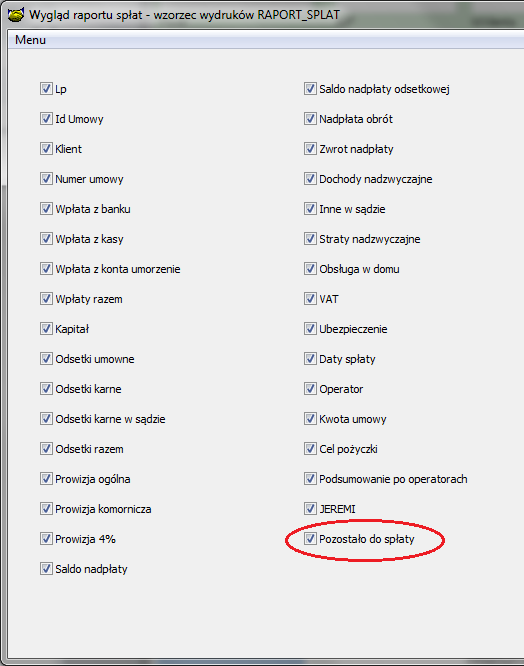 Wygląd raportu spłat - wzorzec wydruków RAPORT_SPLAT
Menu
Lp
Id Umowy
Klient
Numer umowy
Wpłata z banku
Wpłata z kasy
Wpłata z konta umorzenie
Wpłaty razem
Kapitał
Odsetki umowne
Odsetki karne
Odsetki karne w sądzie
Odsetki razem
Prowizja ogólna
Prowizja komornicza
Prowizja 4%
Saldo nadpłaty
Saldo nadpłaty odsetkowej
Nadpłata obrót
Zwrot nadpłaty
Dochody nadzwyczajne
Inne w sądzie
Straty nadzwyczajne
Obsługa w domu
VAT
Ubezpieczenie
Daty spłaty
Operator
Kwota umowy
Cel pożyczki
Podsumowanie po operatorach
JEREMI
Pozostało do spłaty